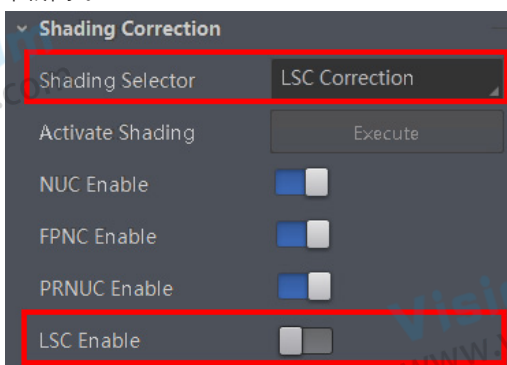 Shading Correction
Shading Selector LSC Correction
Activate Shading Execute
NUC Enable
FPNC Enable
PRNUC Enable
LSC Enable